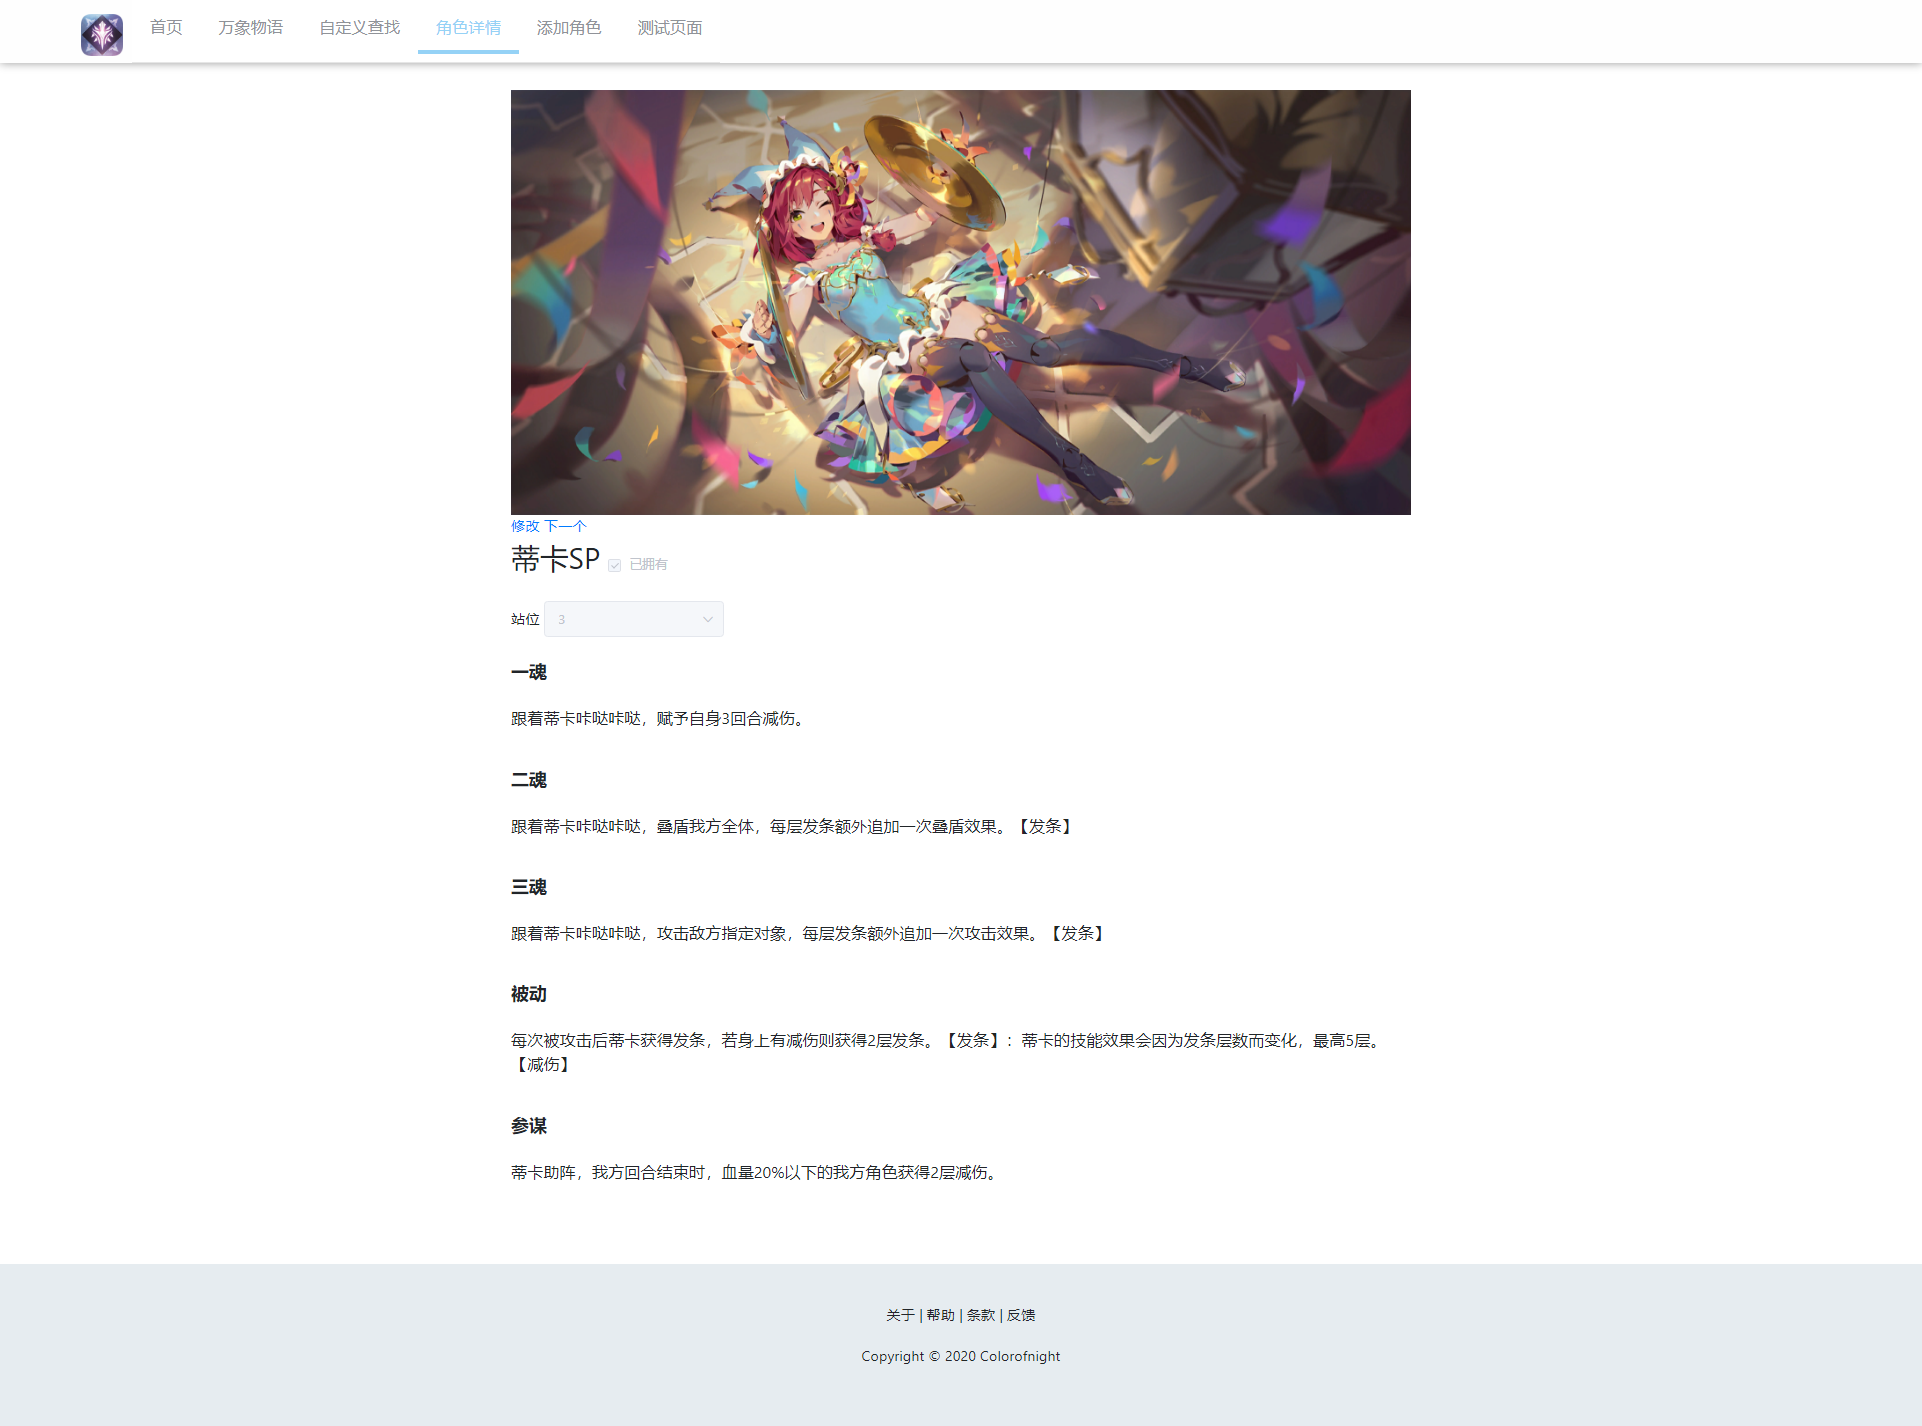 首页 万象物语 自定义查找 角色详情 添加角色 测试页面
修改 下一个
蒂卡SP 已拥有
站位 3
一魂
跟着蒂卡咔哒咔哒，赋予自身3回合减伤。
二魂
跟着蒂卡咔哒咔哒，叠盾我方全体，每层发条额外追加一次叠盾效果。【发条】
三魂
跟着蒂卡咔哒咔哒，攻击敌方指定对象，每层发条额外追加一次攻击效果。【发条】
被动
每次被攻击后蒂卡获得发条，若身上有减伤则获得2层发条。【发条】：蒂卡的技能效果会因为发条层数而变化，最高5层。
【减伤】
参谋
蒂卡助阵，我方回合结束时，血量20%以下的我方角色获得2层减伤。
关于 | 帮助 | 条款 | 反馈
Copyright © 2020 Colorofnight